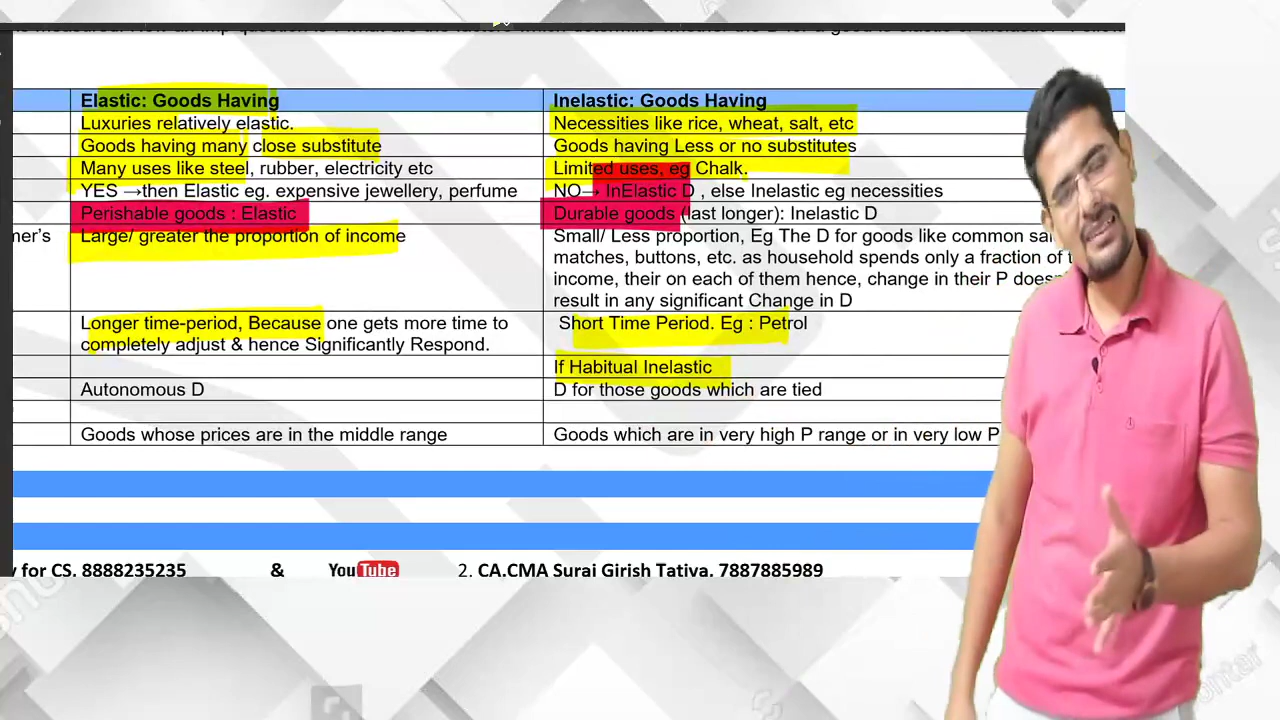 Elastic: Goods Having
Inelastic: Goods Having
Luxuries relatively elastic.
Necessities like rice, wheat, salt, etc
Goods having many close substitute
Goods having Less or no substitutes
Many uses like steel, rubber, electricity etc
Limited uses, eg Chalk.
YES →then Elastic eg. expensive jewellery, perfume
NO→ InElastic D , else Inelastic eg necessities
Perishable goods : Elastic
Durable goods (last longer): Inelastic D
mer’s
Large/ greater the proportion of income
Small/ Less proportion, Eg The D for goods like common
matches, buttons, etc. as household spends only a fraction of
income, their on each of them hence, change in their P
result in any significant Change in D
Longer time-period, Because one gets more time to
completely adjust & hence Significantly Respond.
Short Time Period. Eg : Petrol
If Habitual Inelastic
Autonomous D
D for those goods which are tied
Goods whose prices are in the middle range
Goods which are in very high P range or in very low P
y for CS. 8888235235 & YouTube 2. CA.CMA Suraj Girish Tatiya. 7887885989